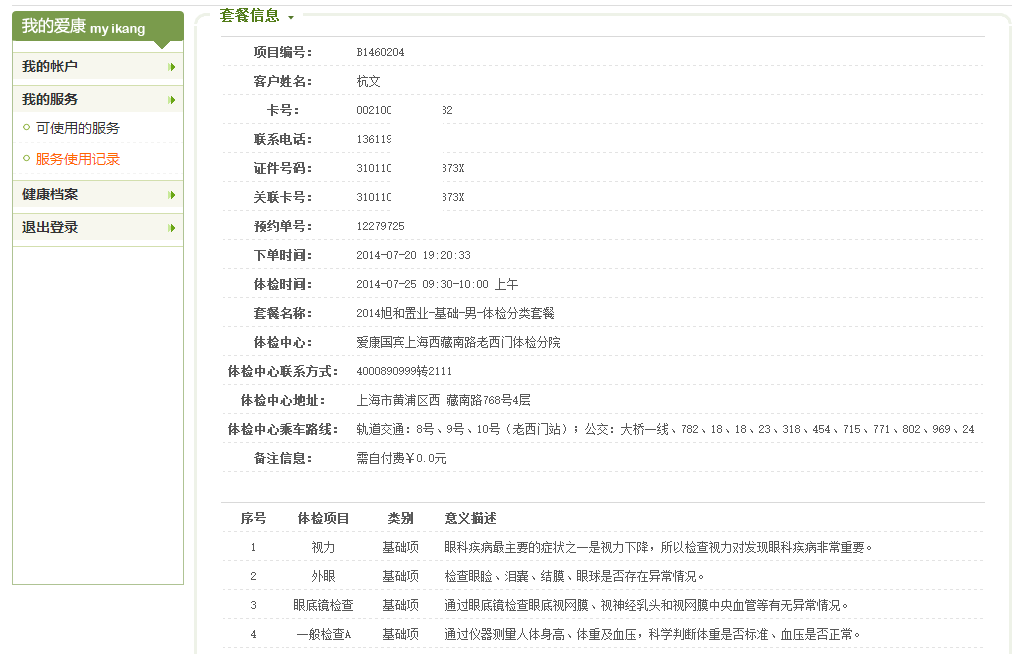 我的爱康 my ikang
我的帐户
我的服务
可使用的服务
服务使用记录
健康档案
退出登录
套餐信息
项目编号： B1460204
客户姓名： 杭文
卡号： 00210 32
联系电话： 13619
证件号码： 31011 373X
关联卡号： 31011 373X
预约单号： 12279725
下单时间： 2014-07-20 19:20:33
体检时间： 2014-07-25 09:30-10:00 上午
套餐名称： 2014旭和置业-基础-男-体检分类套餐
体检中心： 爱康国宾上海西藏南路老西门体检分院
体检中心联系方式： 4000890999转2111
体检中心地址： 上海市黄浦区西 藏南路768号4层
体检中心乘车路线： 轨道交通：8号、9号、10号（老西门站）；公交：大桥一线、782、18、18、23、318、454、715、771、802、969、24
备注信息： 需自付费￥0.0元
序号 体检项目 类别 意义描述
1 视力 基础项 眼科疾病最主要的症状之一是视力下降，所以检查视力对发现眼科疾病非常重要。
2 外眼 基础项 检查眼睑、泪囊、结膜、眼球是否存在异常情况。
3 眼底镜检查 基础项 通过眼底镜检查眼底视网膜、视神经乳头和视网膜中央血管等有无异常情况。
4 一般检查A 基础项 通过仪器测量人体身高、体重及血压，科学判断体重是否标准、血压是否正常。